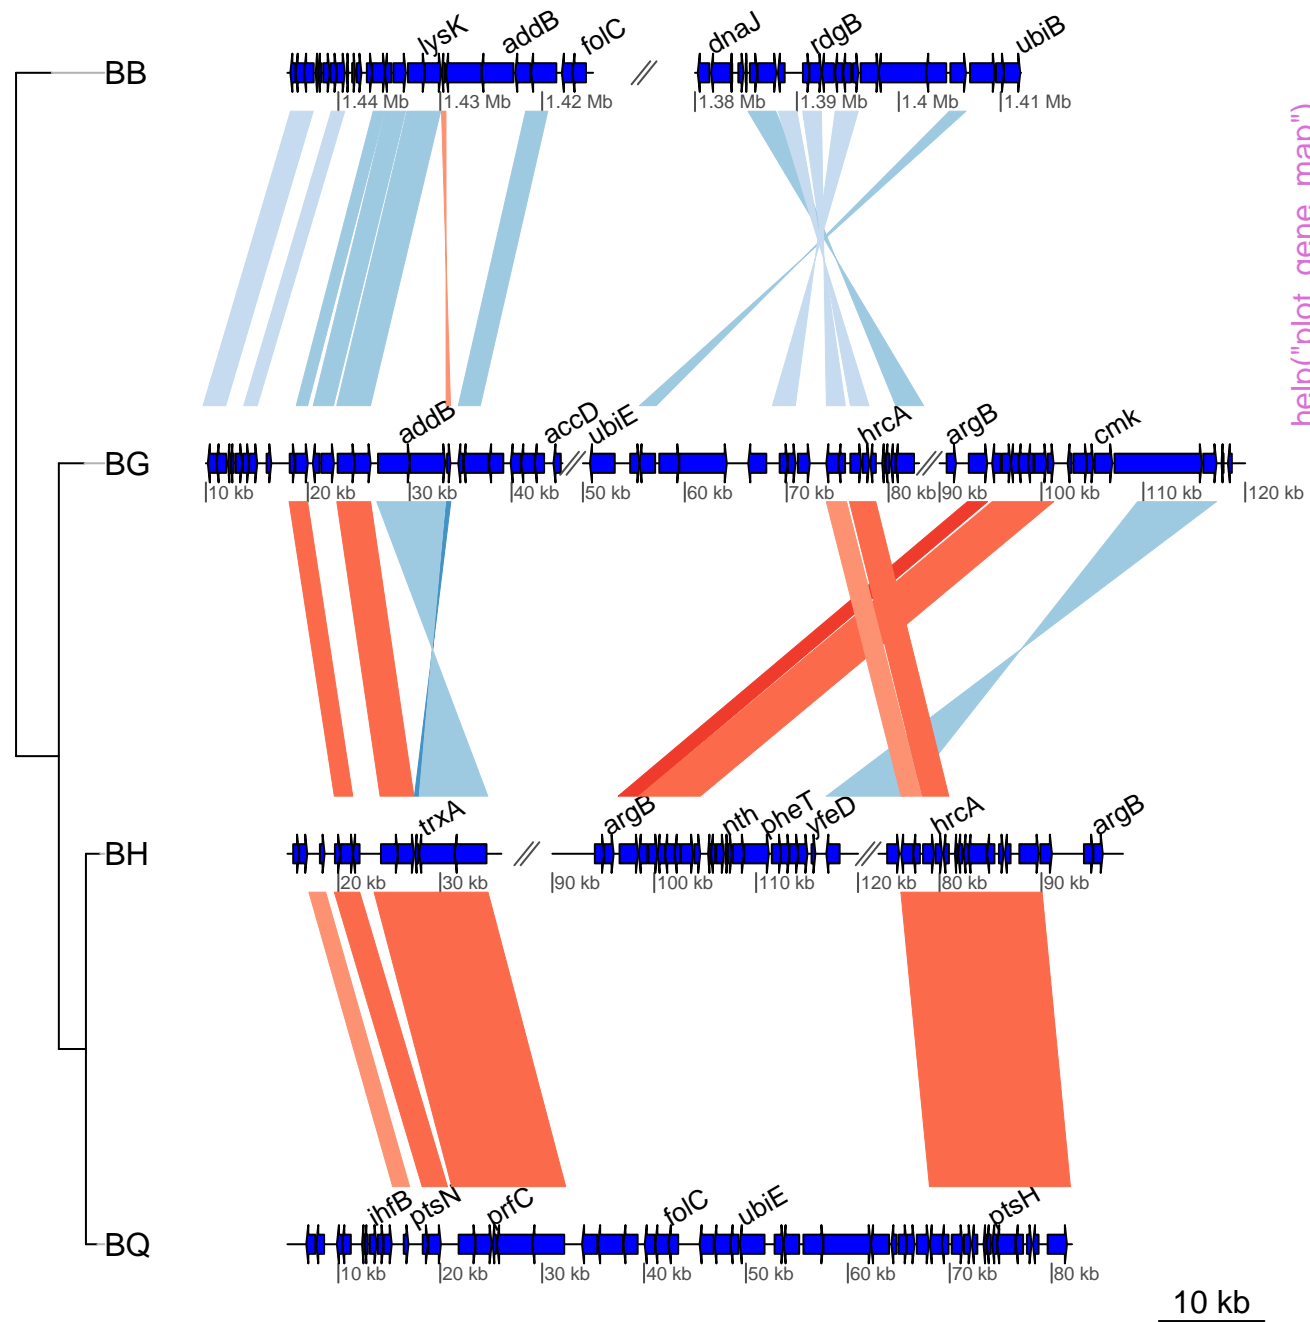 lysK addB folC dnaJ rdgB ubiB
BB
1.44 Mb 1.43 Mb 1.42 Mb 1.38 Mb 1.39 Mb 1.4 Mb 1.41 Mb
help("plot_gene_map")
addB accD ubiE hrcA argB cmk
BG
10 kb 20 kb 30 kb 40 kb 50 kb 60 kb 70 kb 80 kb 90 kb 100 kb 110 kb 120 kb
trxA argB nth pheT yfeD hrcA argB
BH
20 kb 30 kb 90 kb 100 kb 110 kb 120 kb 80 kb 90 kb
ihfB ptsN prfC folC ubiE ptsH
BQ
10 kb 20 kb 30 kb 40 kb 50 kb 60 kb 70 kb 80 kb
10 kb